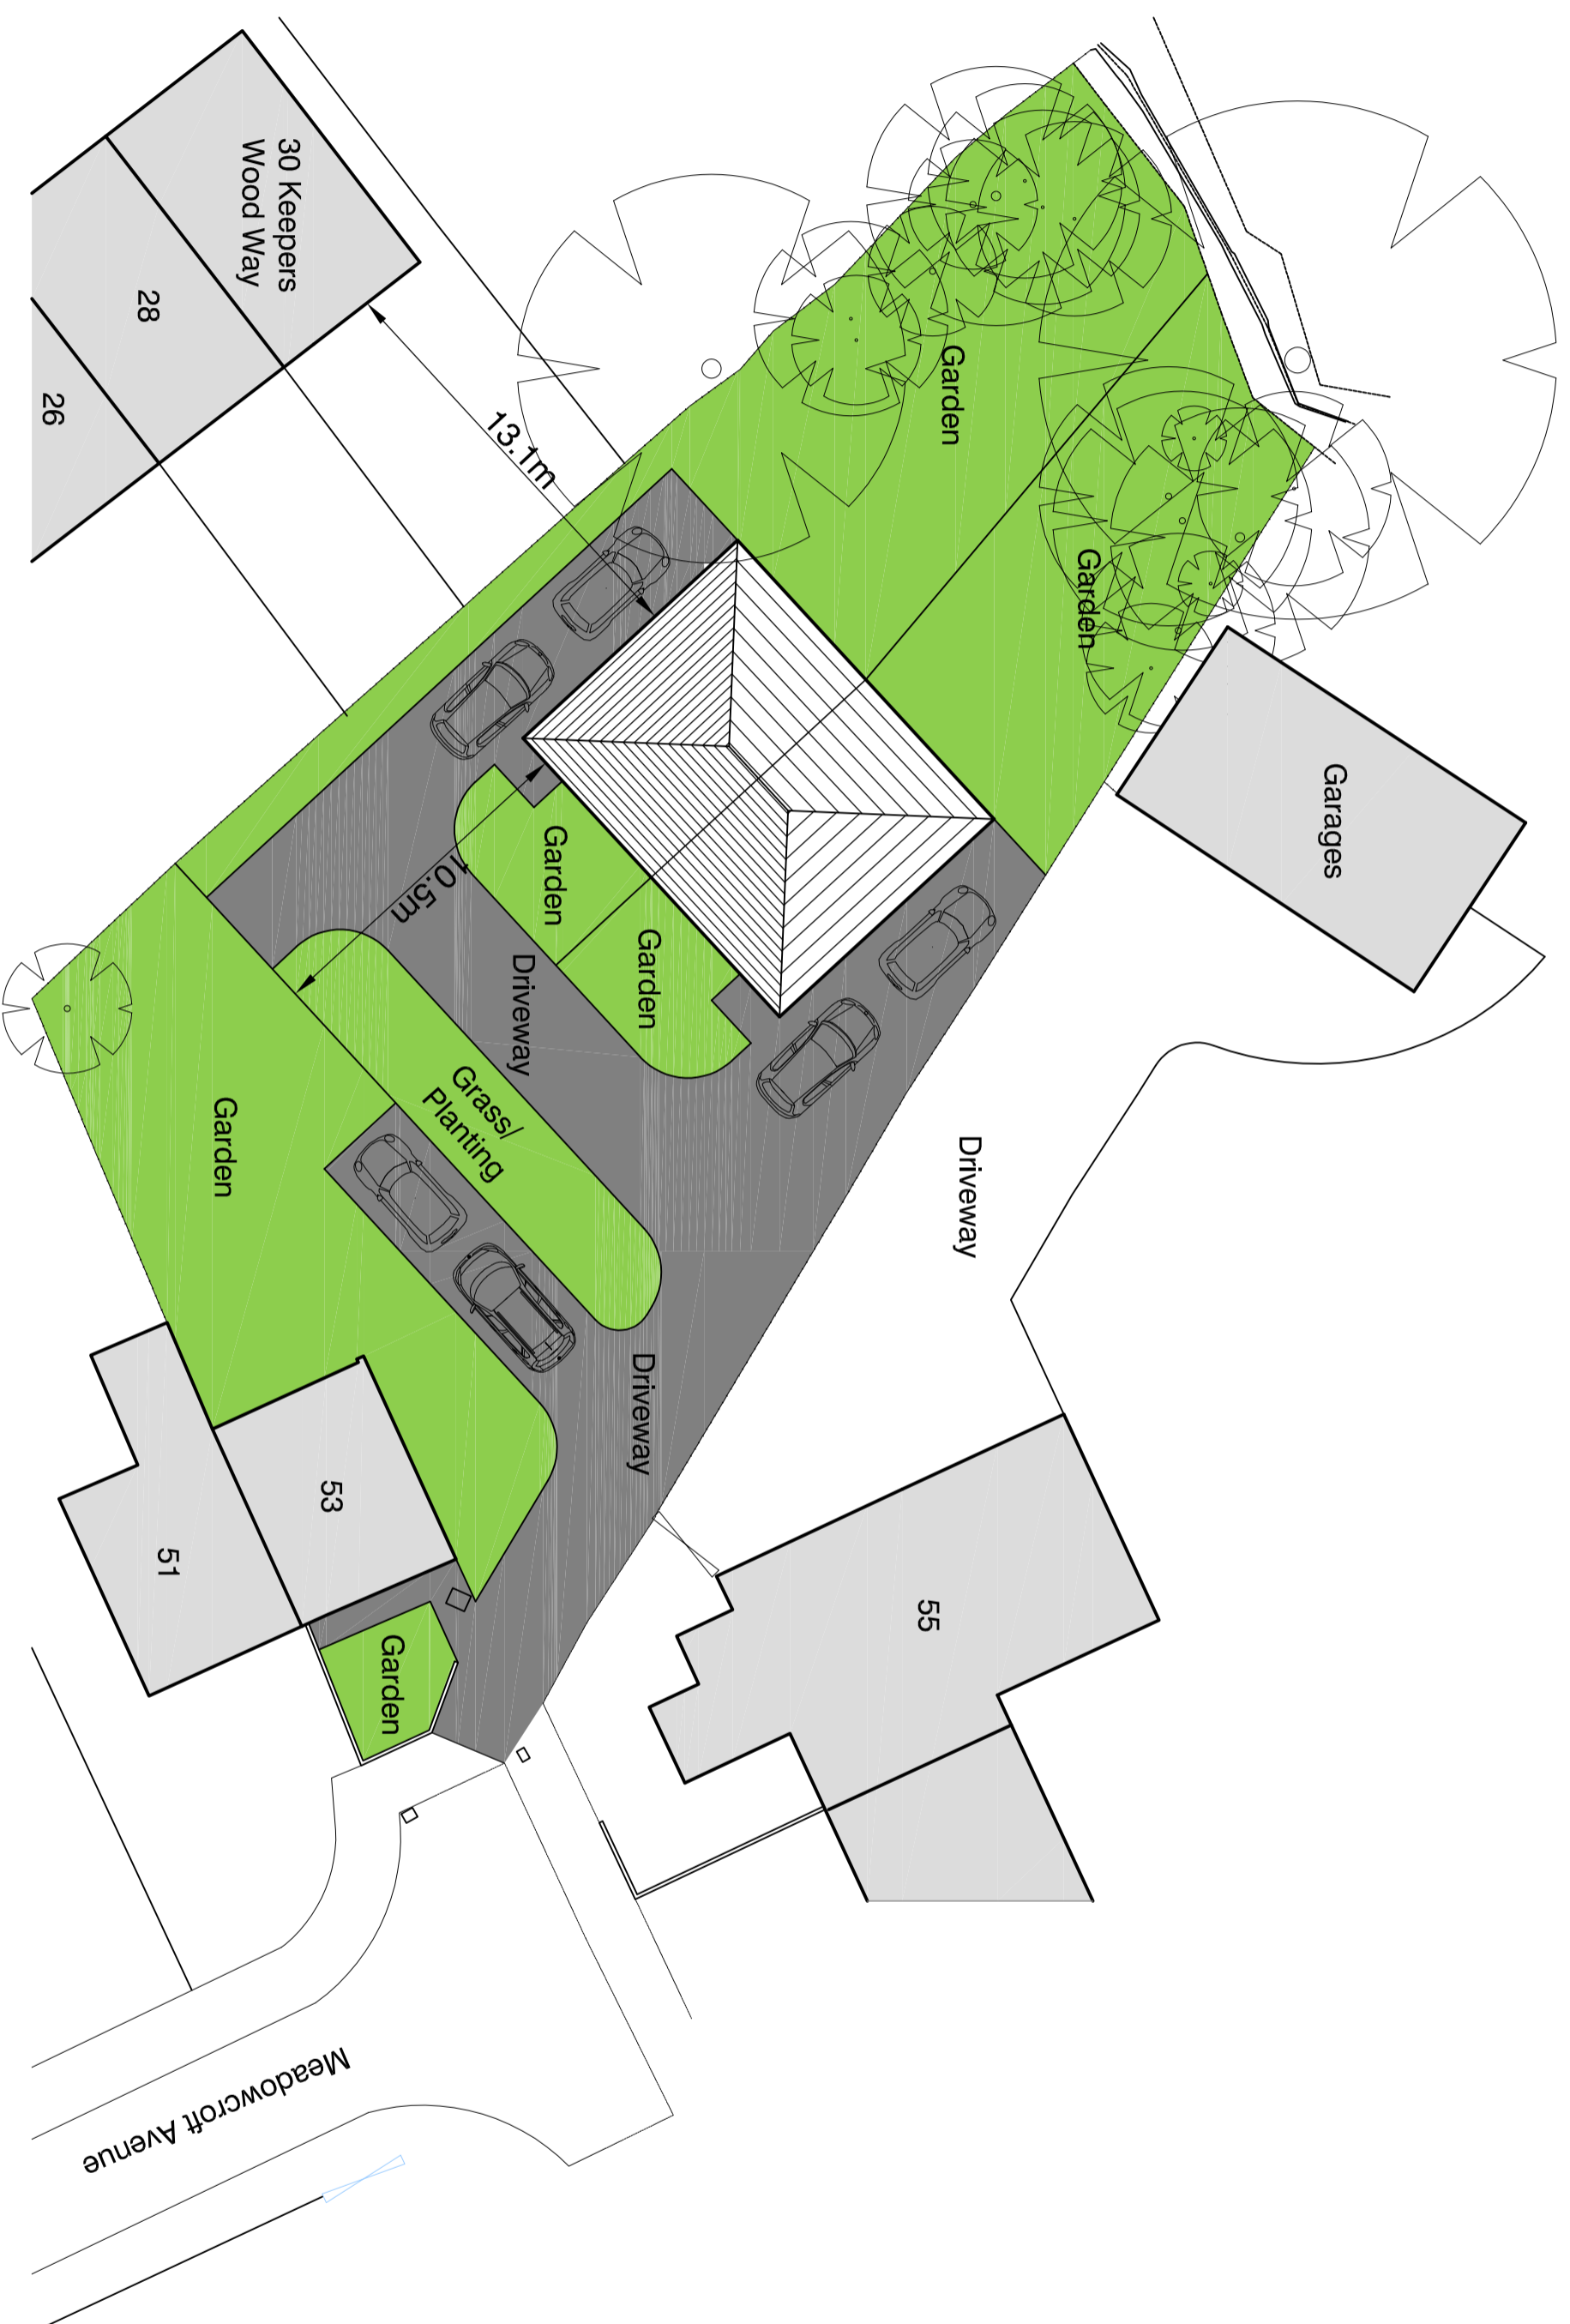 30 Keepers
Wood Way
28
26
13.1m
Garden
Garden
Garages
Garden
Garden
10.5m
Driveway
Grass/
Planting
Driveway
Garden
Driveway
53
51
55
Garden
Meadowcroft Avenue